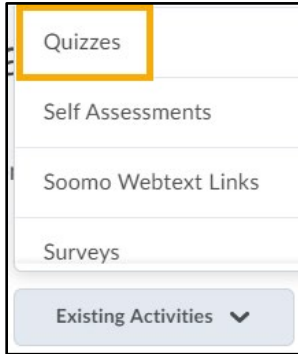 Quizzes
Self Assessments
Soomo Webtext Links
Surveys
Existing Activities